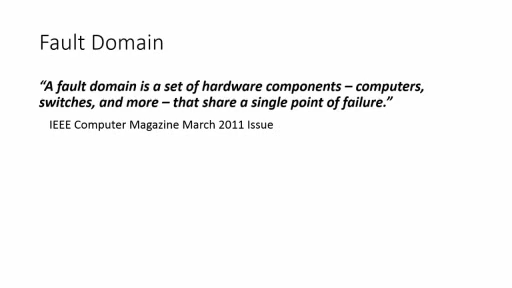 Fault Domain
“A fault domain is a set of hardware components – computers,
switches, and more – that share a single point of failure.”
IEEE Computer Magazine March 2011 Issue